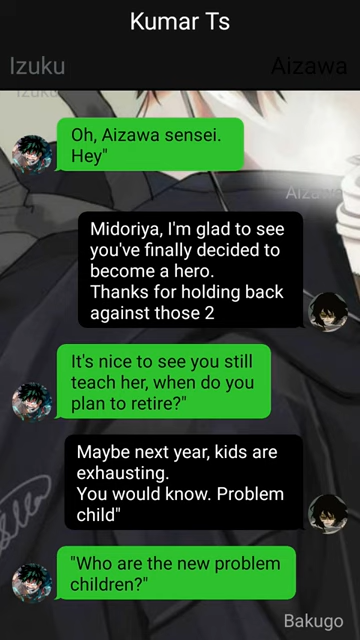 Kumar Ts
Izuku
Aizawa
Izuku
Oh, Aizawa sensei.
Hey"
Aizawa
Midoriya, I'm glad to see
you've finally decided to
become a hero.
Thanks for holding back
against those 2
It's nice to see you still
teach her, when do you
plan to retire?"
Maybe next year, kids are
exhausting.
You would know. Problem
child"
"Who are the new problem
children?"
Bakugo